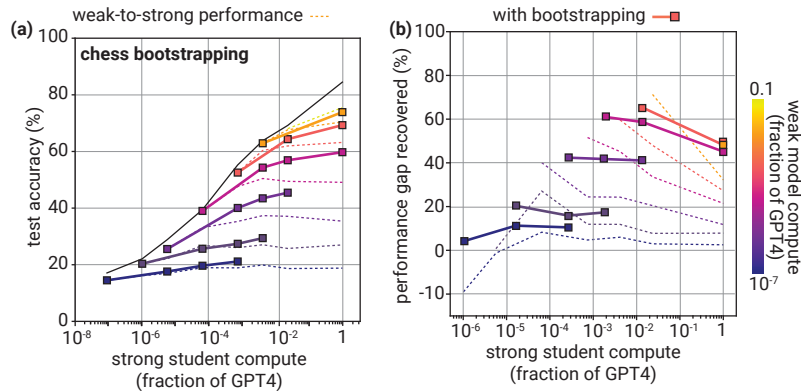 weak-to-strong performance
with bootstrapping
(a)
chess bootstrapping
test accuracy (%)
100
80
60
40
20
0
10⁻⁸
10⁻⁶
10⁻⁴
10⁻²
1
strong student compute
(fraction of GPT4)
(b)
performance gap recovered (%)
100
80
60
40
20
0
-10
10⁻⁶
10⁻⁵
10⁻⁴
10⁻³
10⁻²
10⁻¹
1
strong student compute
(fraction of GPT4)
0.1
10⁻⁷
weak model compute
(fraction of GPT4)